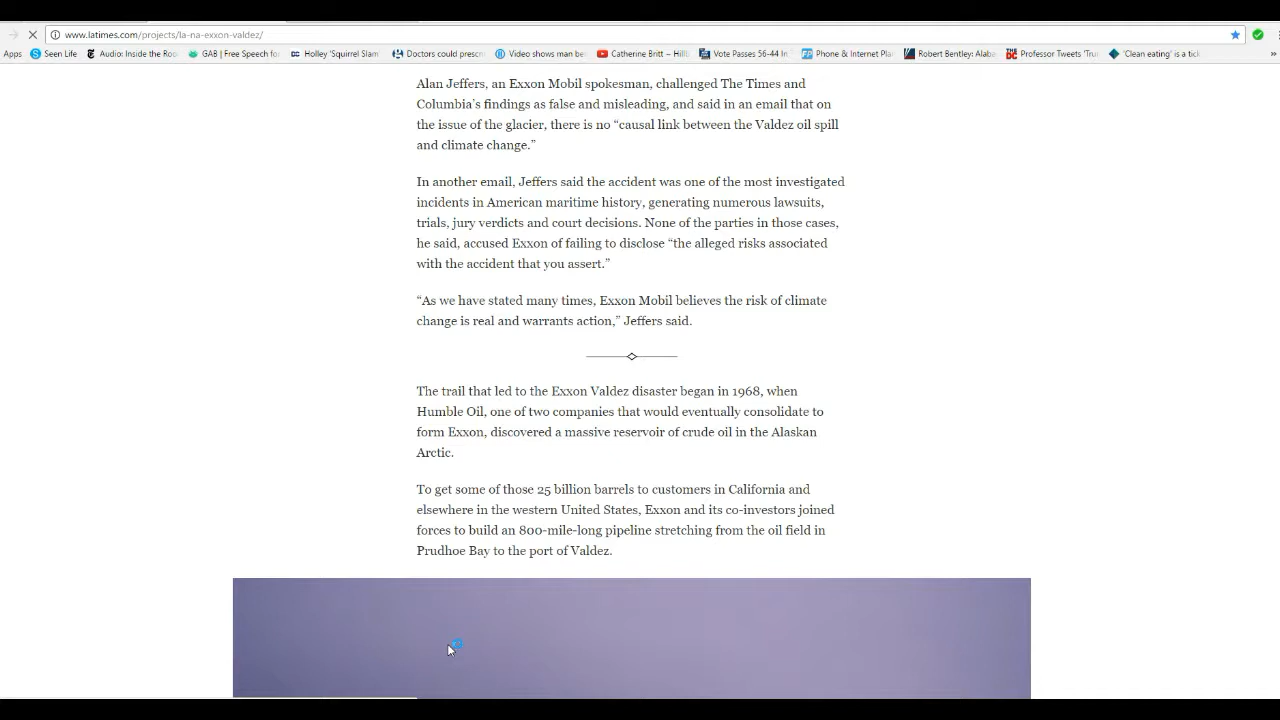 www.latimes.com/projects/la-na-exxon-valdez/
Apps Seen Life Audio: Inside the Roo GAB | Free Speech fo CC Holley 'Squirrel Slam' Doctors could prescr Video shows man be Catherine Britt — Hillb Vote Passes 56-44 In Phone & Internet Pla Robert Bentley: Alaba THE DC Professor Tweets 'Tru 'Clean eating' is a tick »
Alan Jeffers, an Exxon Mobil spokesman, challenged The Times and
Columbia's findings as false and misleading, and said in an email that on
the issue of the glacier, there is no “causal link between the Valdez oil spill
and climate change.”
In another email, Jeffers said the accident was one of the most investigated
incidents in American maritime history, generating numerous lawsuits,
trials, jury verdicts and court decisions. None of the parties in those cases,
he said, accused Exxon of failing to disclose “the alleged risks associated
with the accident that you assert.”
“As we have stated many times, Exxon Mobil believes the risk of climate
change is real and warrants action,” Jeffers said.
The trail that led to the Exxon Valdez disaster began in 1968, when
Humble Oil, one of two companies that would eventually consolidate to
form Exxon, discovered a massive reservoir of crude oil in the Alaskan
Arctic.
To get some of those 25 billion barrels to customers in California and
elsewhere in the western United States, Exxon and its co-investors joined
forces to build an 800-mile-long pipeline stretching from the oil field in
Prudhoe Bay to the port of Valdez.